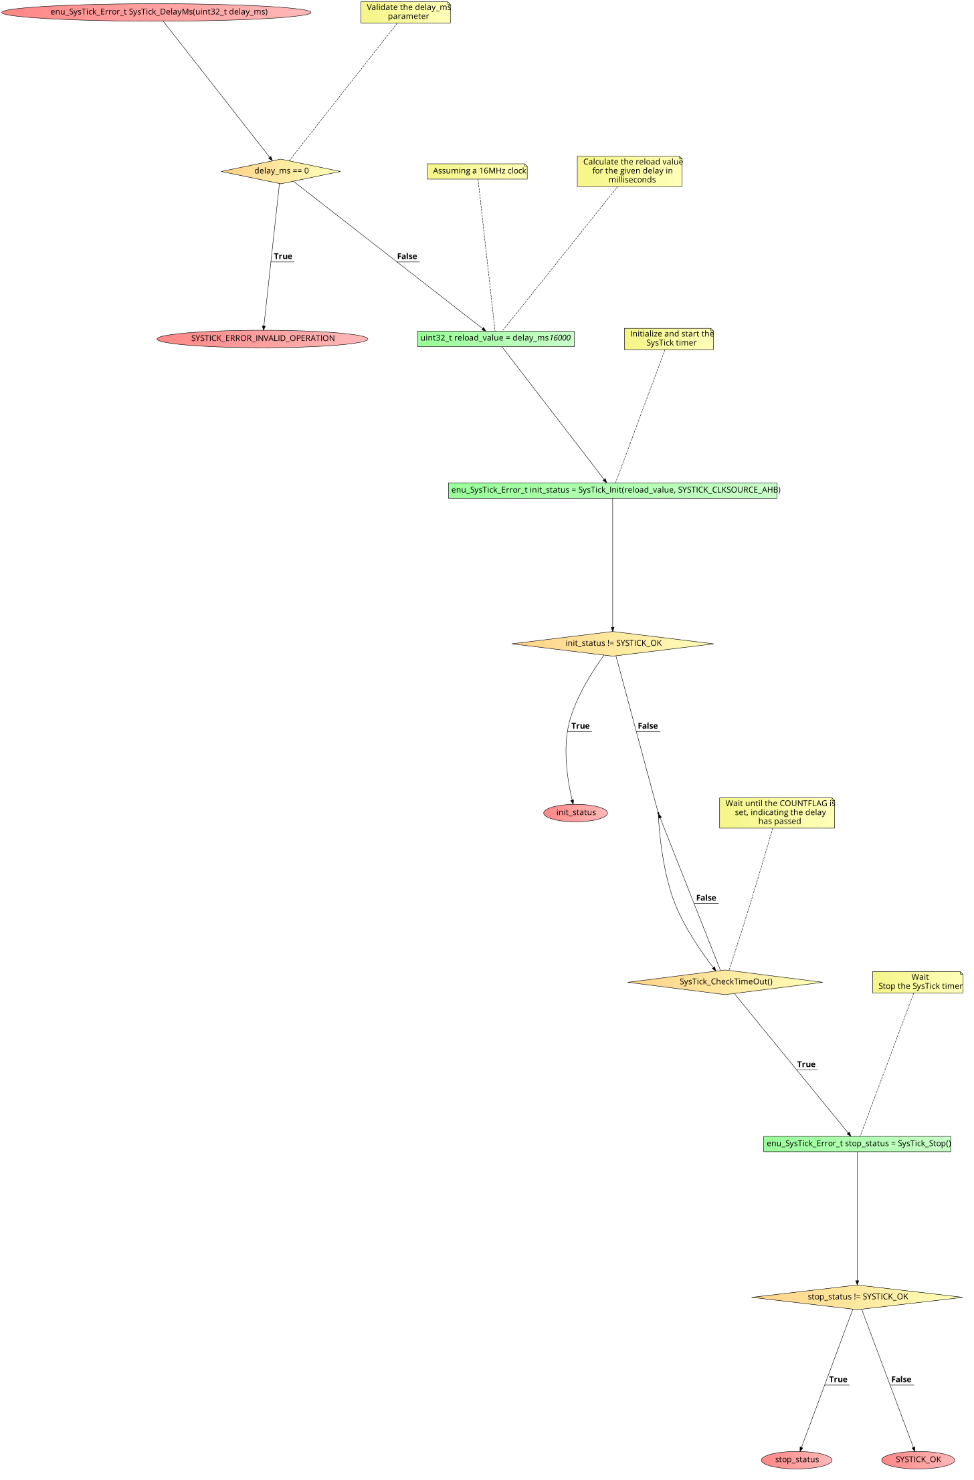 enu_SysTick_Error_t SysTick_DelayMs(uint32_t delay_ms)
Validate the delay_ms
parameter
delay_ms == 0
Assuming a 16MHz clock
Calculate the reload value
for the given delay in
milliseconds
True
False
SYSTICK_ERROR_INVALID_OPERATION
uint32_t reload_value = delay_ms16000
Initialize and start the
SysTick timer
enu_SysTick_Error_t init_status = SysTick_Init(reload_value, SYSTICK_CLKSOURCE_AHB)
init_status != SYSTICK_OK
True
False
init_status
Wait until the COUNTFLAG is
set, indicating the delay
has passed
False
SysTick_CheckTimeOut()
Wait
Stop the SysTick timer
True
enu_SysTick_Error_t stop_status = SysTick_Stop()
stop_status != SYSTICK_OK
True
False
stop_status
SYSTICK_OK